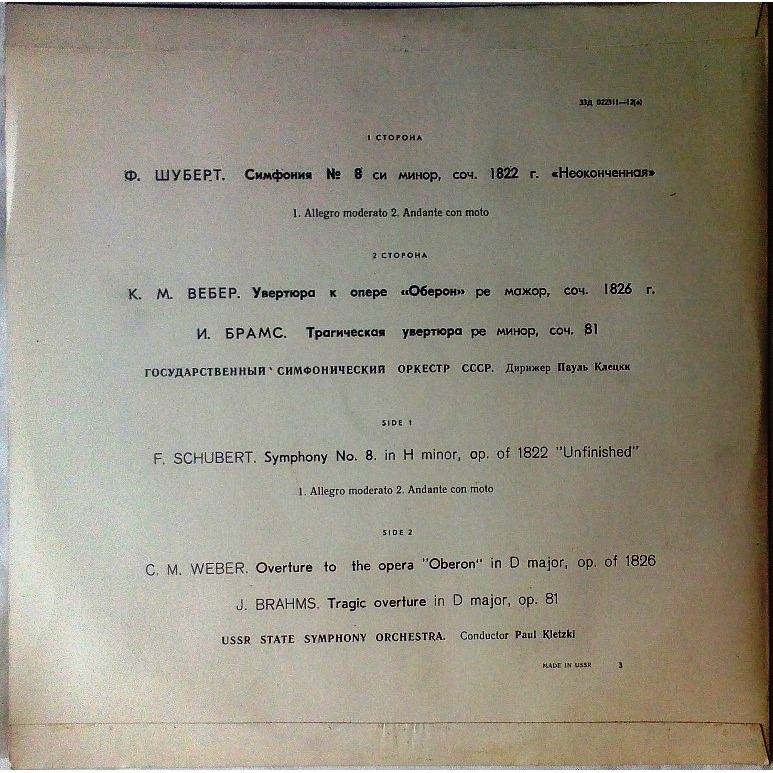 33Д 022311—12(а)
1 СТОРОНА
Ф. ШУБЕРТ. Симфония № 8 си минор, соч. 1822 г. «Неоконченная»
1. Allegro moderato 2. Andante con moto
2 СТОРОНА
К. М. ВЕБЕР. Увертюра к опере «Оберон» ре мажор, соч. 1826 г.
И. БРАМС. Трагическая увертюра ре минор, соч. 81
ГОСУДАРСТВЕННЫЙ СИМФОНИЧЕСКИЙ ОРКЕСТР СССР. Дирижер Пауль Клецки
SIDE 1
F. SCHUBERT. Symphony No. 8. in H minor, op. of 1822 "Unfinished"
1. Allegro moderato 2. Andante con moto
SIDE 2
C. M. WEBER. Overture to the opera "Oberon" in D major, op. of 1826
J. BRAHMS. Tragic overture in D major, op. 81
USSR STATE SYMPHONY ORCHESTRA. Conductor Paul Kletzki
MADE IN USSR 3